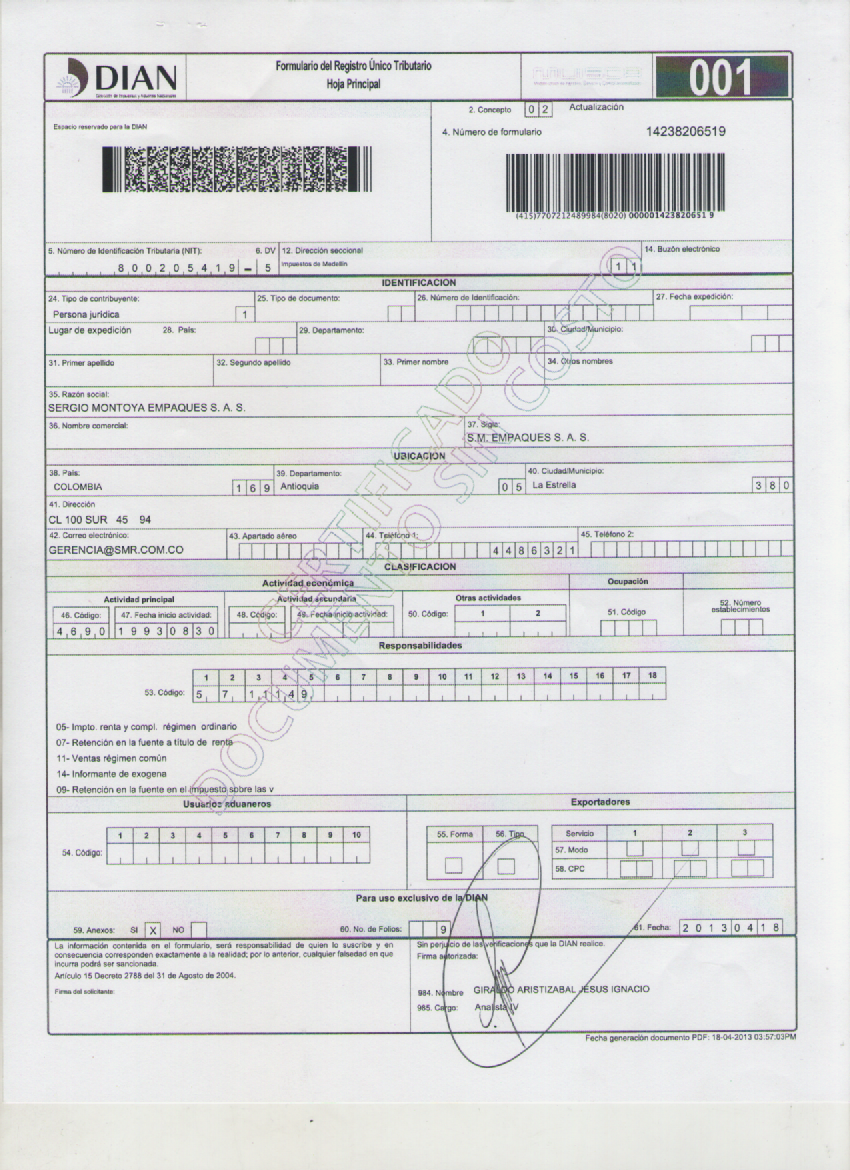 DIAN
Formulario del Registro Único Tributario
Hoja Principal
001
2. Concepto 0 2 Actualización
Espacio reservado para la DIAN
4. Número de formulario 14238206519
(415)7707212489984(8020) 000001423820651 9
5. Número de Identificación Tributaria (NIT): 6. DV 12. Dirección seccional 14. Buzón electrónico
8 0 0 2 0 5 4 1 9 - 5 Impuestos de Medellín 1 1
IDENTIFICACION
24. Tipo de contribuyente: 25. Tipo de documento: 26. Número de Identificación: 27. Fecha expedición:
Persona jurídica 1
Lugar de expedición 28. País: 29. Departamento: 30. Ciudad/Municipio:
31. Primer apellido 32. Segundo apellido 33. Primer nombre 34. Otros nombres
35. Razón social:
SERGIO MONTOYA EMPAQUES S. A. S.
36. Nombre comercial: 37. Sigla:
S.M. EMPAQUES S. A. S.
UBICACION
38. País: 39. Departamento: 40. Ciudad/Municipio:
COLOMBIA 1 6 9 Antioquia 0 5 La Estrella 3 8 0
41. Dirección
CL 100 SUR 45 94
42. Correo electrónico: 43. Apartado aéreo 44. Teléfono 1: 45. Teléfono 2:
GERENCIA@SMR.COM.CO 4 4 8 6 3 2 1
CLASIFICACION
Actividad económica Ocupación
Actividad principal Actividad secundaria Otras actividades 52. Número
establecimientos
46. Código: 47. Fecha inicio actividad: 48. Código: 49. Fecha inicio actividad: 50. Código: 1 2 51. Código
4 6 9 0 1 9 9 3 0 8 3 0
Responsabilidades
1 2 3 4 5 6 7 8 9 10 11 12 13 14 15 16 17 18
53. Código: 5 7 1 1 1 4 9
05- Impto. renta y compl. régimen ordinario
07- Retención en la fuente a título de renta
11- Ventas régimen común
14- Informante de exogena
09- Retención en la fuente en el impuesto sobre las v
Usuarios aduaneros Exportadores
1 2 3 4 5 6 7 8 9 10 55. Forma 56. Tipo Servicio 1 2 3
54. Código: 57. Modo
58. CPC
Para uso exclusivo de la DIAN
59. Anexos: SI X NO 60. No. de Folios: 9 61. Fecha: 2 0 1 3 0 4 1 8
La información contenida en el formulario, será responsabilidad de quien lo suscribe y en
consecuencia corresponden exactamente a la realidad; por lo anterior, cualquier falsedad en que
incurra podrá ser sancionada.
Artículo 15 Decreto 2788 del 31 de Agosto de 2004.
Firma del solicitante:
Sin perjuicio de las verificaciones que la DIAN realice.
Firma autorizada:
984. Nombre GIRALDO ARISTIZABAL JESUS IGNACIO
985. Cargo: Analista IV
Fecha generación documento PDF: 18-04-2013 03:57:03PM
CERTIFICADO
DOCUMENTO SIN COSTO